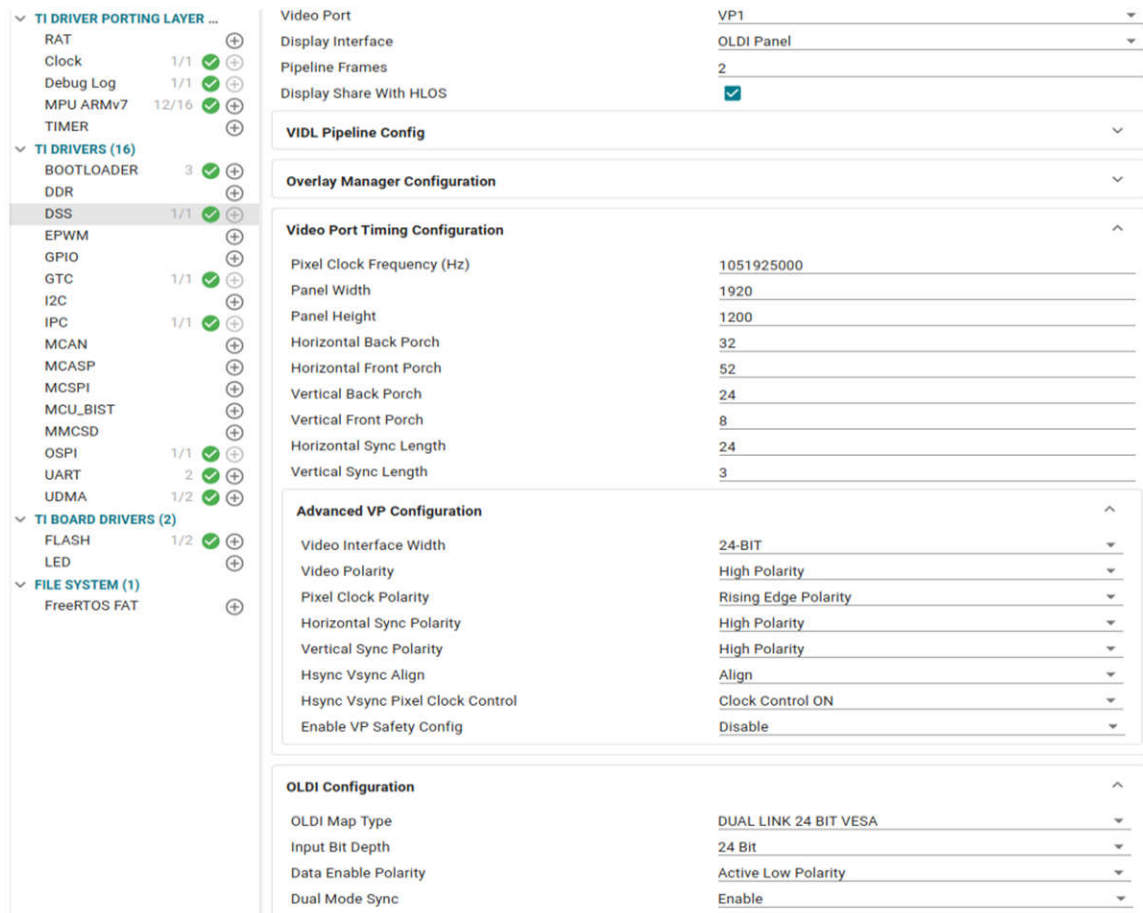 TI DRIVER PORTING LAYER ...
RAT
Clock 1/1
Debug Log 1/1
MPU ARMv7 12/16
TIMER
TI DRIVERS (16)
BOOTLOADER 3
DDR
DSS 1/1
EPWM
GPIO
GTC 1/1
I2C
IPC 1/1
MCAN
MCASP
MCSPI
MCU_BIST
MMCSD
OSPI 1/1
UART 2
UDMA 1/2
TI BOARD DRIVERS (2)
FLASH 1/2
LED
FILE SYSTEM (1)
FreeRTOS FAT
Video Port VP1
Display Interface OLDI Panel
Pipeline Frames 2
Display Share With HLOS
VIDL Pipeline Config
Overlay Manager Configuration
Video Port Timing Configuration
Pixel Clock Frequency (Hz) 1051925000
Panel Width 1920
Panel Height 1200
Horizontal Back Porch 32
Horizontal Front Porch 52
Vertical Back Porch 24
Vertical Front Porch 8
Horizontal Sync Length 24
Vertical Sync Length 3
Advanced VP Configuration
Video Interface Width 24-BIT
Video Polarity High Polarity
Pixel Clock Polarity Rising Edge Polarity
Horizontal Sync Polarity High Polarity
Vertical Sync Polarity High Polarity
Hsync Vsync Align Align
Hsync Vsync Pixel Clock Control Clock Control ON
Enable VP Safety Config Disable
OLDI Configuration
OLDI Map Type DUAL LINK 24 BIT VESA
Input Bit Depth 24 Bit
Data Enable Polarity Active Low Polarity
Dual Mode Sync Enable